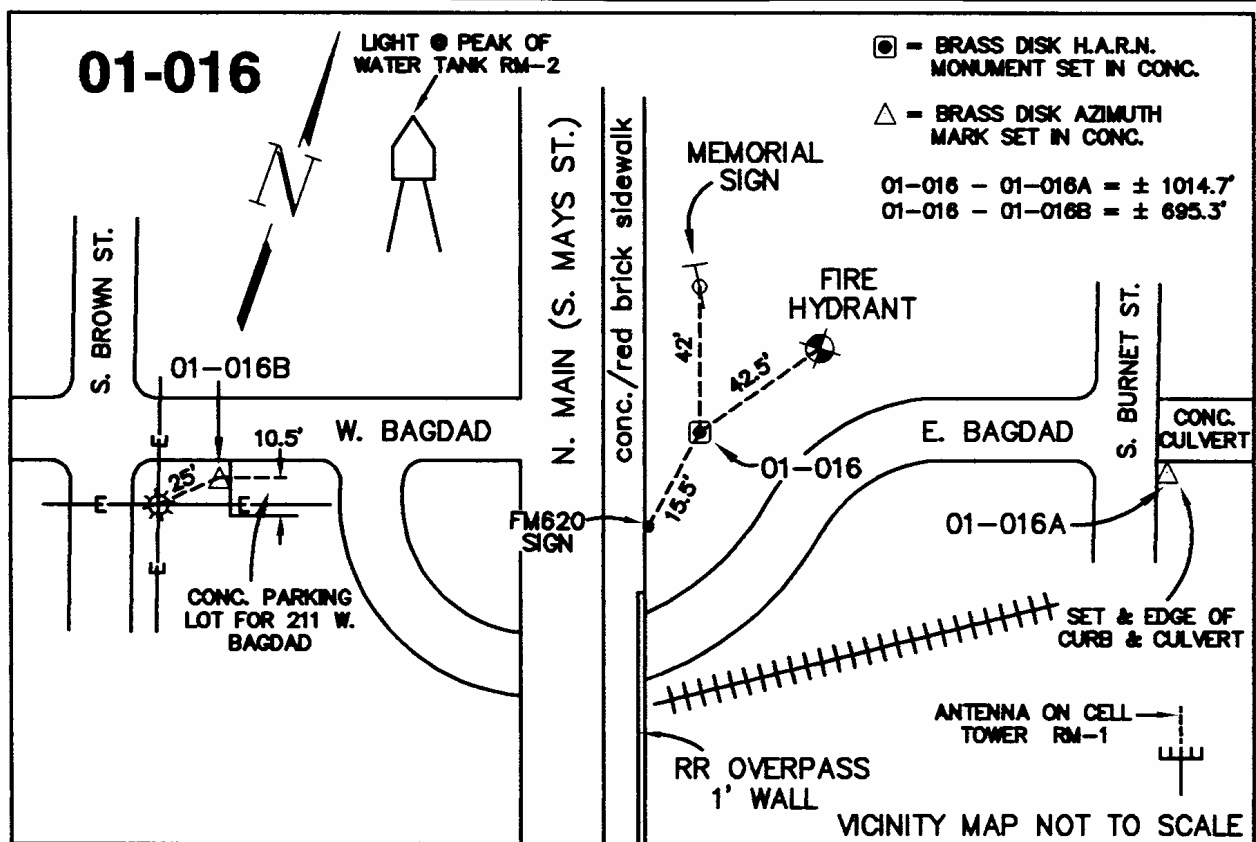 01-016
LIGHT @ PEAK OF
WATER TANK RM-2
= BRASS DISK H.A.R.N.
MONUMENT SET IN CONC.
= BRASS DISK AZIMUTH
MARK SET IN CONC.
01-016 - 01-016A = ± 1014.7'
01-016 - 01-016B = ± 695.3'
N
S. BROWN ST.
N. MAIN (S. MAYS ST.)
conc./red brick sidewalk
MEMORIAL
SIGN
FIRE
HYDRANT
42'
42.5'
15.5'
S. BURNET ST.
01-016B
W. BAGDAD
10.5'
25'
E
E
E
E
01-016
E. BAGDAD
CONC.
CULVERT
FM620
SIGN
01-016A
CONC. PARKING
LOT FOR 211 W.
BAGDAD
SET & EDGE OF
CURB & CULVERT
ANTENNA ON CELL
TOWER RM-1
RR OVERPASS
1' WALL
VICINITY MAP NOT TO SCALE